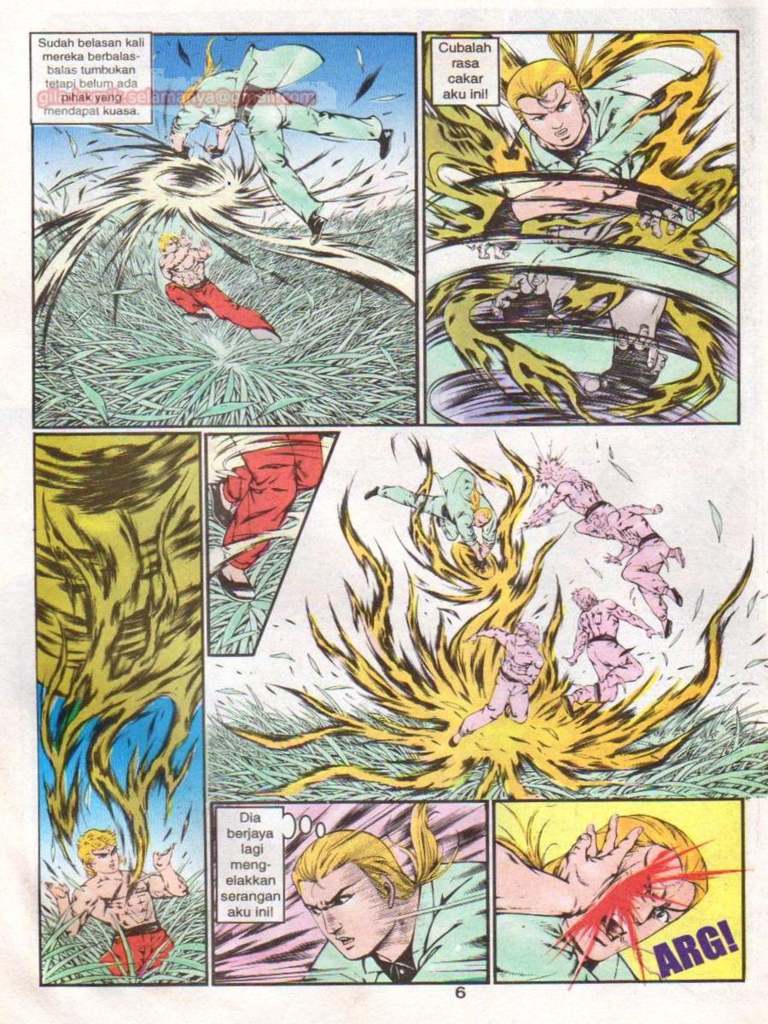 Sudah belasan kali
mereka berbalas-
balas tumbukan
tetapi belum ada
pihak yang
mendapat kuasa.
Cubalah
rasa
cakar
aku ini!
Dia
berjaya
lagi
meng-
elakkan
serangan
aku ini!
ARG!
6